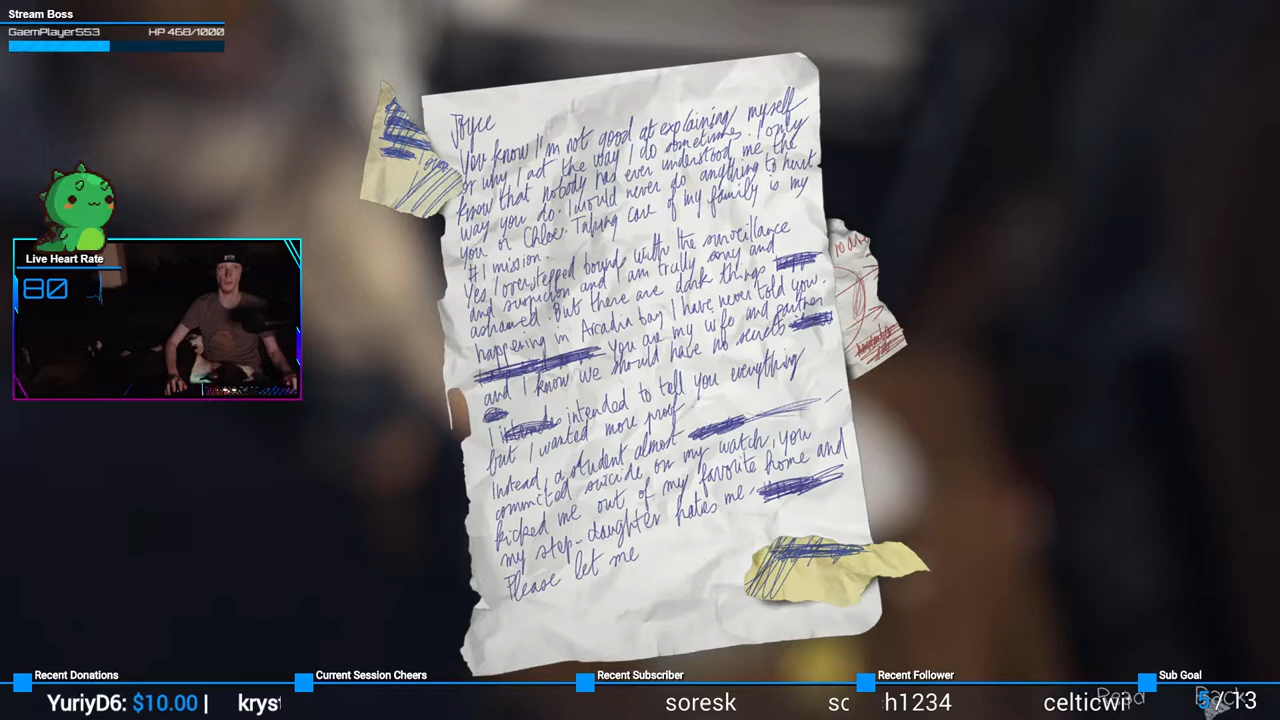 Stream Boss
GaemPlayer553 HP 468/1000
Live Heart Rate
80
Joyce
You know I'm not good at explaining myself
or why I act the way I do sometimes. I only
know that nobody had ever understood me the
way you do. I would never do anything to hurt
you or Chloe. Taking care of my family is my
#1 mission.
Yes I overstepped bounds with the surveillance
and suspicion and I am truly sorry and
ashamed. But there are dark things
happening in Arcadia bay I have never told you.
You are my wife and partner
and I know we should have no secrets
I intended to tell you everything
but I wanted more proof
Instead, a student almost
committed suicide on my watch, you
kicked me out of my favorite home and
my step-daughter hates me
Please let me
Recent Donations Current Session Cheers Recent Subscriber Recent Follower Sub Goal
YuriyD6: $10.00 | kryst soresk sc h1234 celticwi Read Back 5 / 13